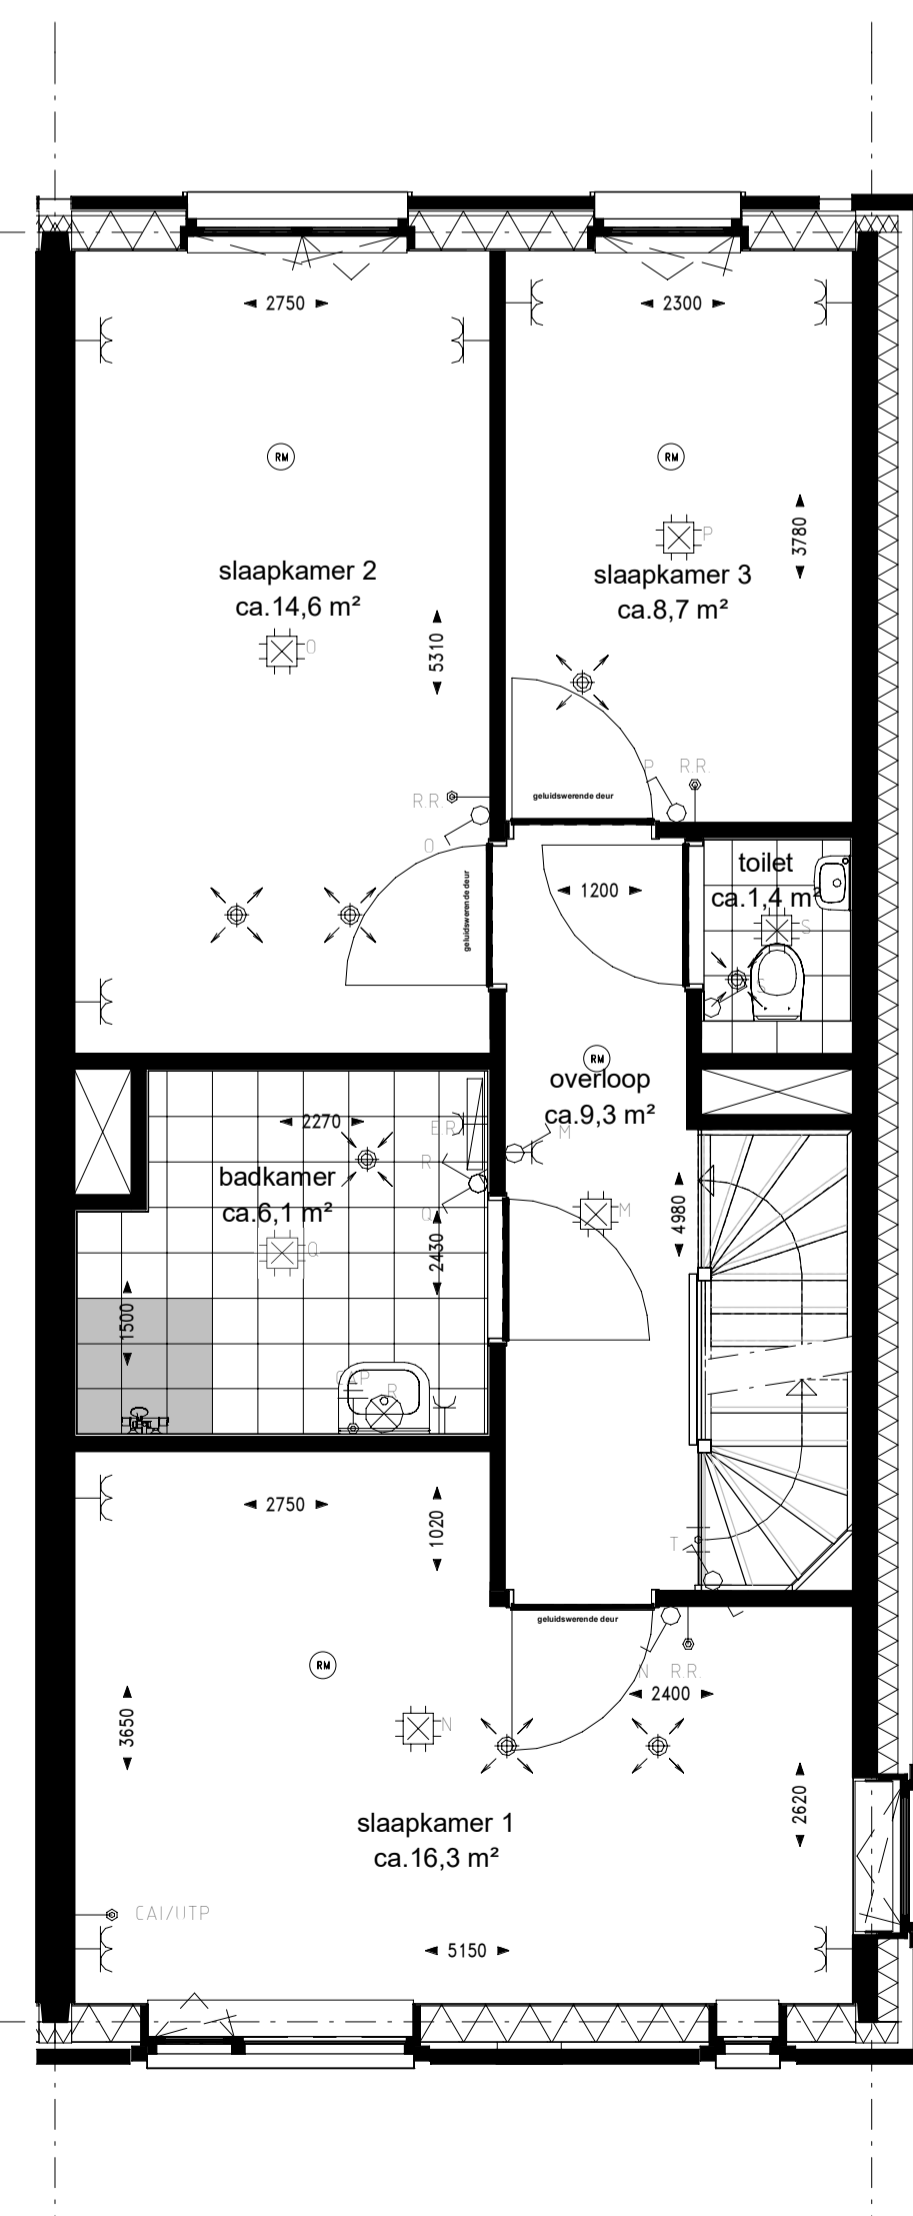 2750
2300
RM
RM
3780
P
slaapkamer 2
ca.14,6 m²
slaapkamer 3
ca.8,7 m²
O
5310
P
R.R.
geluidswerende deur
R.R.
O
geluidswerende deur
toilet
ca.1,4 m²
1200
S
S
RM
overloop
ca.9,3 m²
M
2270
E.R.
R
badkamer
ca.6,1 m²
Q
Q
2430
M
4980
1500
CAP
R
2750
1020
T
geluidswerende deur
RM
N
R.R.
2400
3650
N
2620
slaapkamer 1
ca.16,3 m²
CAI/UTP
5150